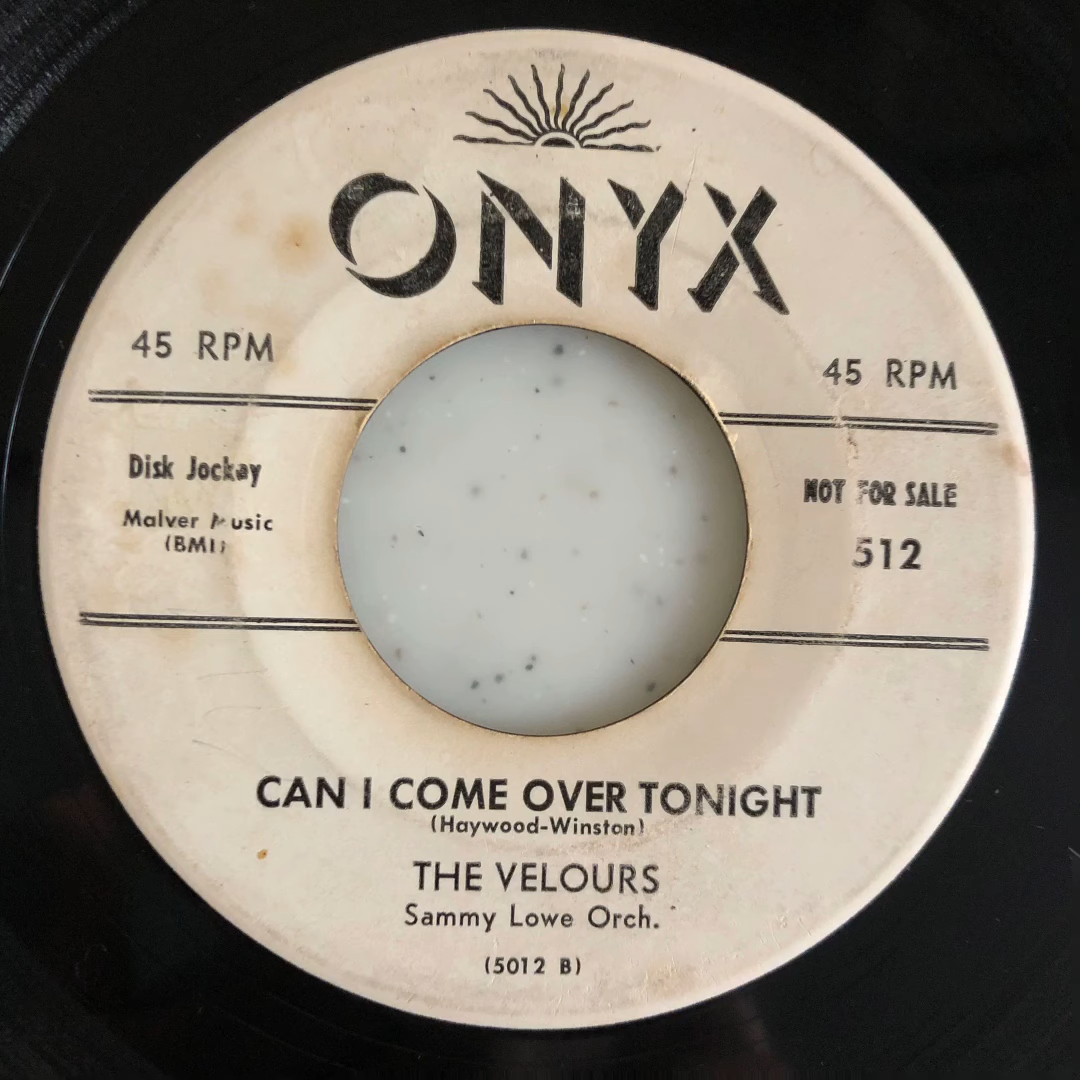 ONYX
45 RPM
45 RPM
Disk Jockey
NOT FOR SALE
Malver Music
(BMI)
512
CAN I COME OVER TONIGHT
(Haywood-Winston)
THE VELOURS
Sammy Lowe Orch.
(5012 B)